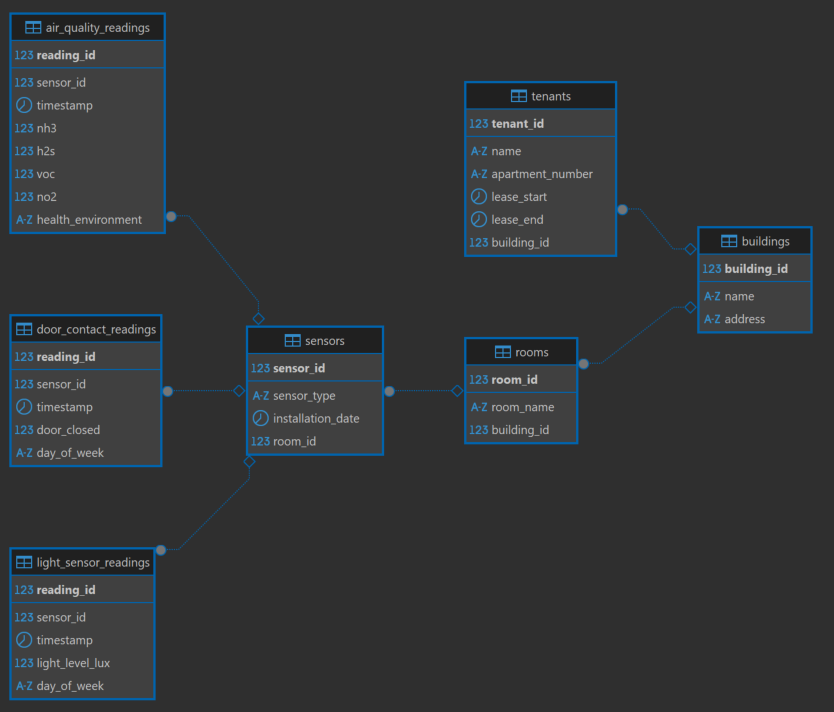 air_quality_readings
123 reading_id
123 sensor_id
timestamp
123 nh3
123 h2s
123 voc
123 no2
A-Z health_environment
door_contact_readings
123 reading_id
123 sensor_id
timestamp
123 door_closed
A-Z day_of_week
light_sensor_readings
123 reading_id
123 sensor_id
timestamp
123 light_level_lux
A-Z day_of_week
sensors
123 sensor_id
A-Z sensor_type
installation_date
123 room_id
tenants
123 tenant_id
A-Z name
A-Z apartment_number
lease_start
lease_end
123 building_id
rooms
123 room_id
A-Z room_name
123 building_id
buildings
123 building_id
A-Z name
A-Z address